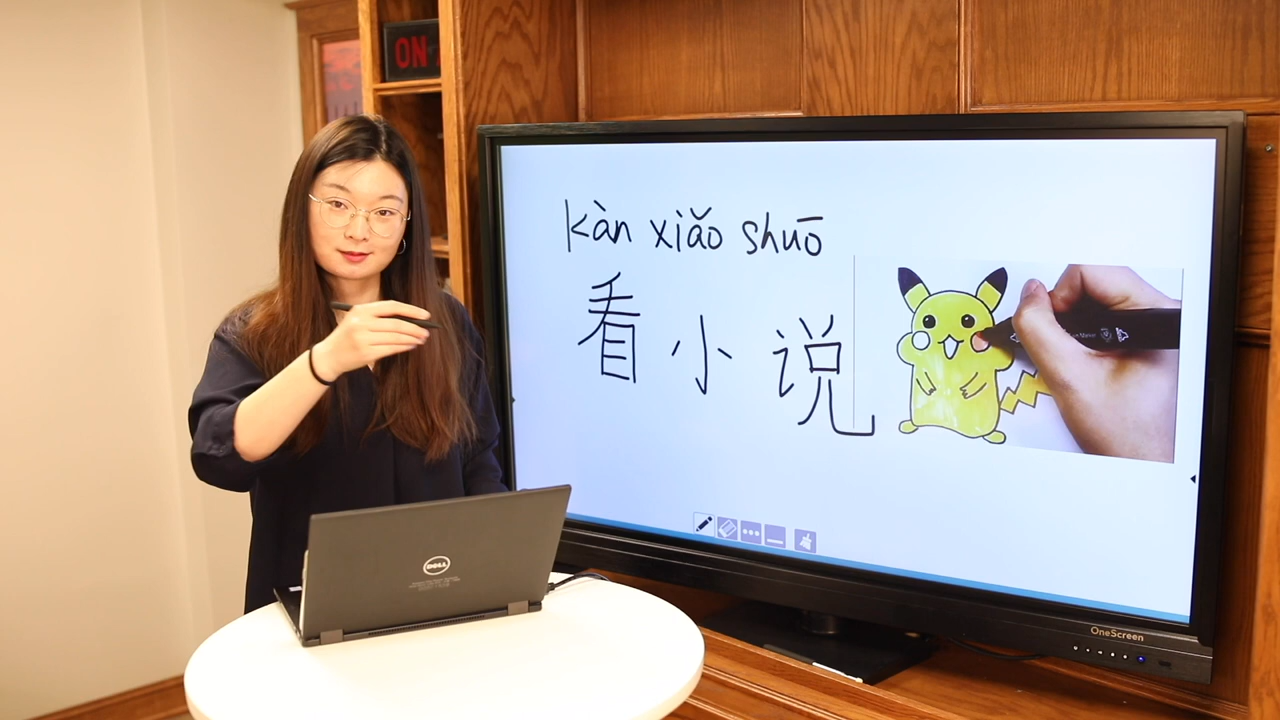 ON
kàn xiǎo shuō
看小说
DELL
OneScreen